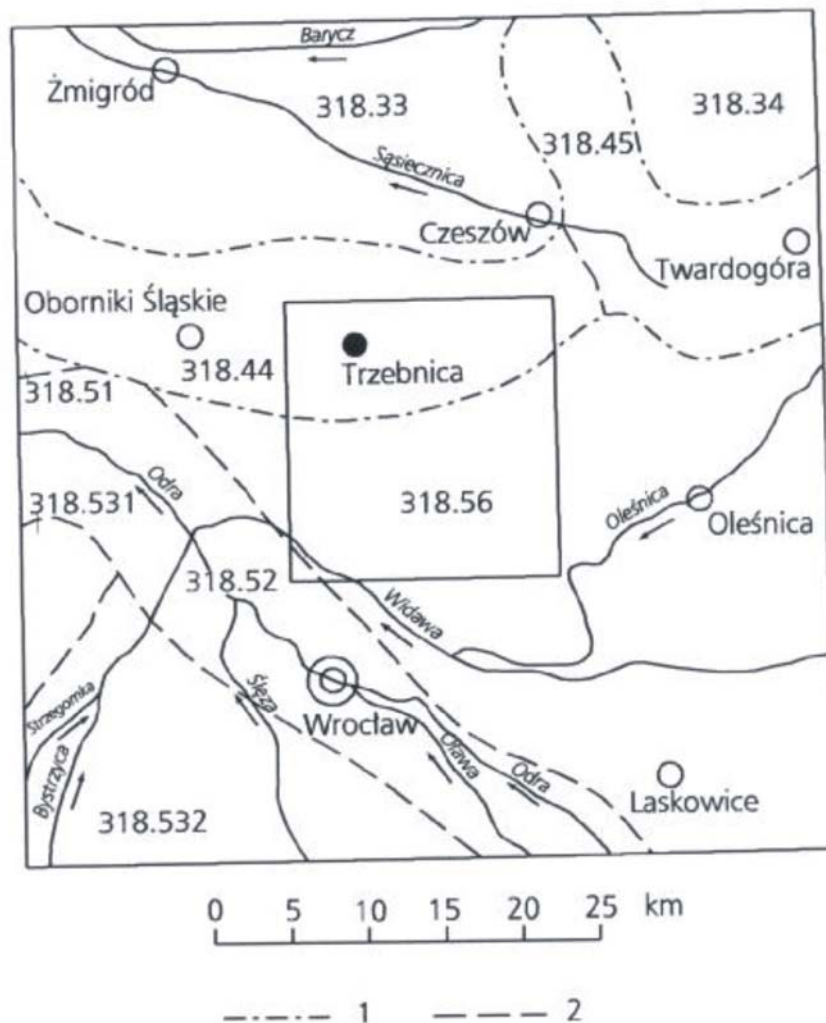 Barycz
Żmigród
318.33
318.34
318.45
Sąsiecznica
Czeszów
Twardogóra
Oborniki Śląskie
318.44
Trzebnica
318.51
Odra
318.531
318.56
Oleśnica
Oleśnica
318.52
Widawa
Ślęza
Wrocław
Strzegomka
Bystrzyca
Oława
Odra
Laskowice
318.532
0 5 10 15 20 25 km
1 2